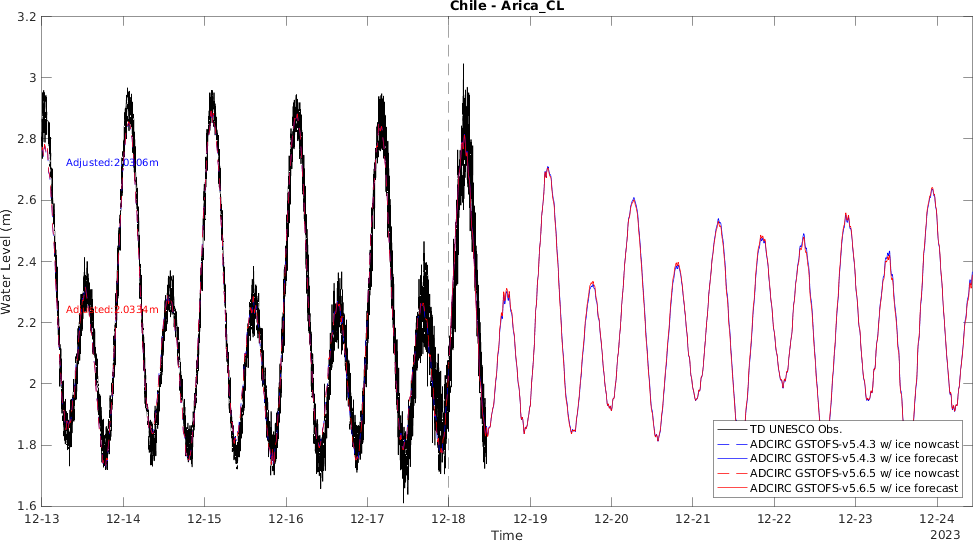 Chile - Arica_CL
3.2
3
2.8
2.6
2.4
2.2
2
1.8
1.6
Water Level (m)
Adjusted:2.0306m
Adjusted:2.0334m
TD UNESCO Obs.
ADCIRC GSTOFS-v5.4.3 w/ ice nowcast
ADCIRC GSTOFS-v5.4.3 w/ ice forecast
ADCIRC GSTOFS-v5.6.5 w/ ice nowcast
ADCIRC GSTOFS-v5.6.5 w/ ice forecast
12-13 12-14 12-15 12-16 12-17 12-18 12-19 12-20 12-21 12-22 12-23 12-24
Time
2023